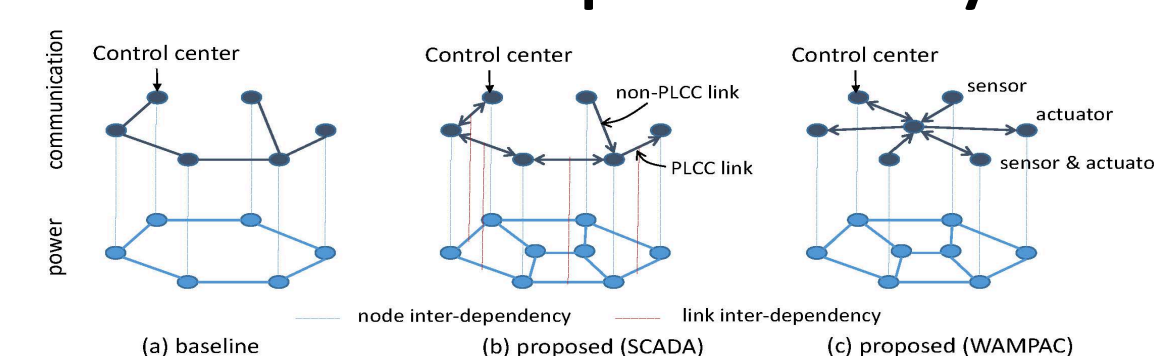 communication
power
Control center
Control center
non-PLCC link
PLCC link
Control center
sensor
actuator
sensor & actuato
node inter-dependency
link inter-dependency
(a) baseline
(b) proposed (SCADA)
(c) proposed (WAMPAC)